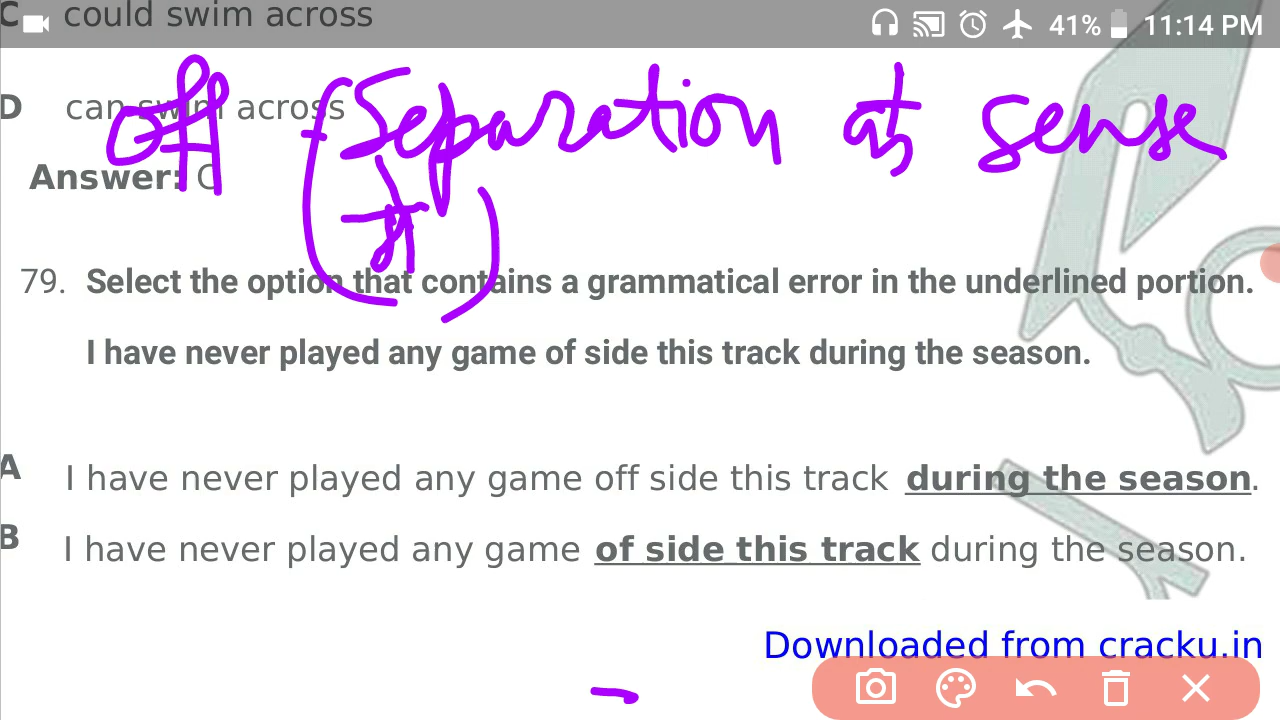 C could swim across
41% 11:14 PM
D can swim across
off (Separation at sense
में)
Answer: C
79. Select the option that contains a grammatical error in the underlined portion.
I have never played any game of side this track during the season.
A I have never played any game off side this track during the season.
B I have never played any game of side this track during the season.
Downloaded from cracku.in